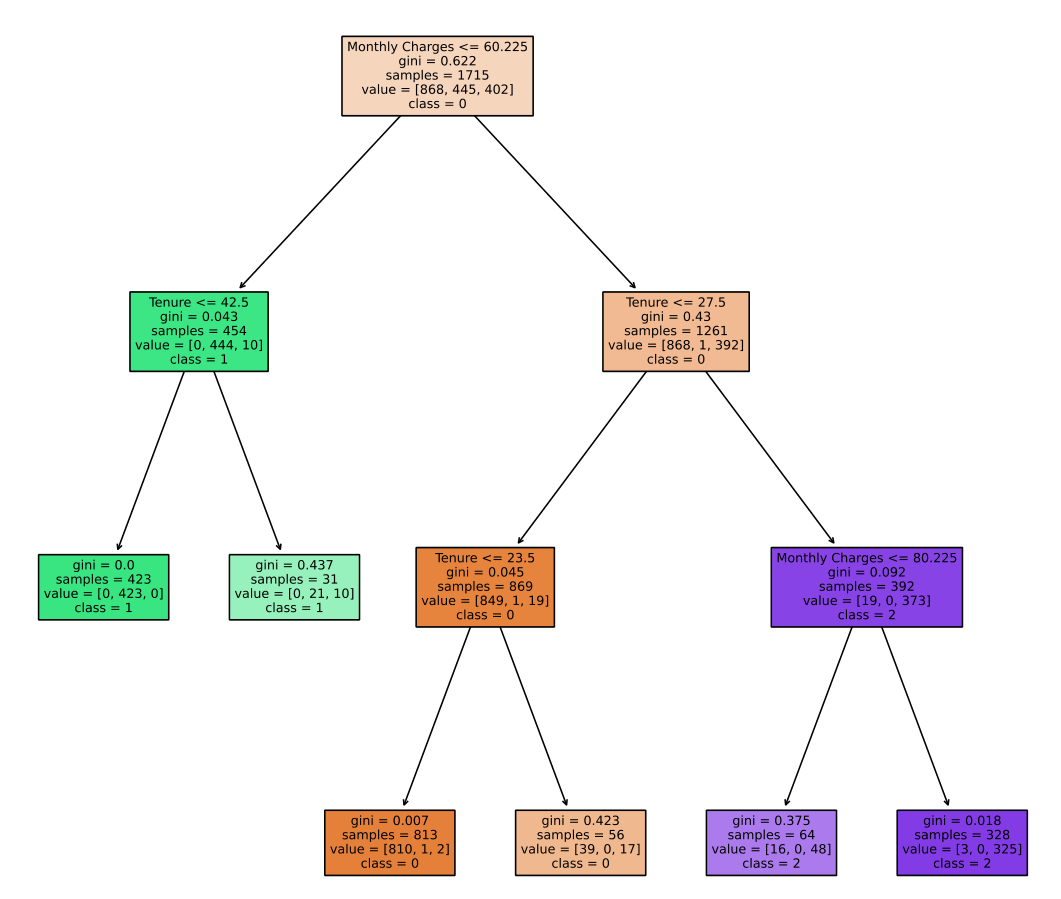 Monthly Charges <= 60.225
gini = 0.622
samples = 1715
value = [868, 445, 402]
class = 0
Tenure <= 42.5
gini = 0.043
samples = 454
value = [0, 444, 10]
class = 1
Tenure <= 27.5
gini = 0.43
samples = 1261
value = [868, 1, 392]
class = 0
gini = 0.0
samples = 423
value = [0, 423, 0]
class = 1
gini = 0.437
samples = 31
value = [0, 21, 10]
class = 1
Tenure <= 23.5
gini = 0.045
samples = 869
value = [849, 1, 19]
class = 0
Monthly Charges <= 80.225
gini = 0.092
samples = 392
value = [19, 0, 373]
class = 2
gini = 0.007
samples = 813
value = [810, 1, 2]
class = 0
gini = 0.423
samples = 56
value = [39, 0, 17]
class = 0
gini = 0.375
samples = 64
value = [16, 0, 48]
class = 2
gini = 0.018
samples = 328
value = [3, 0, 325]
class = 2